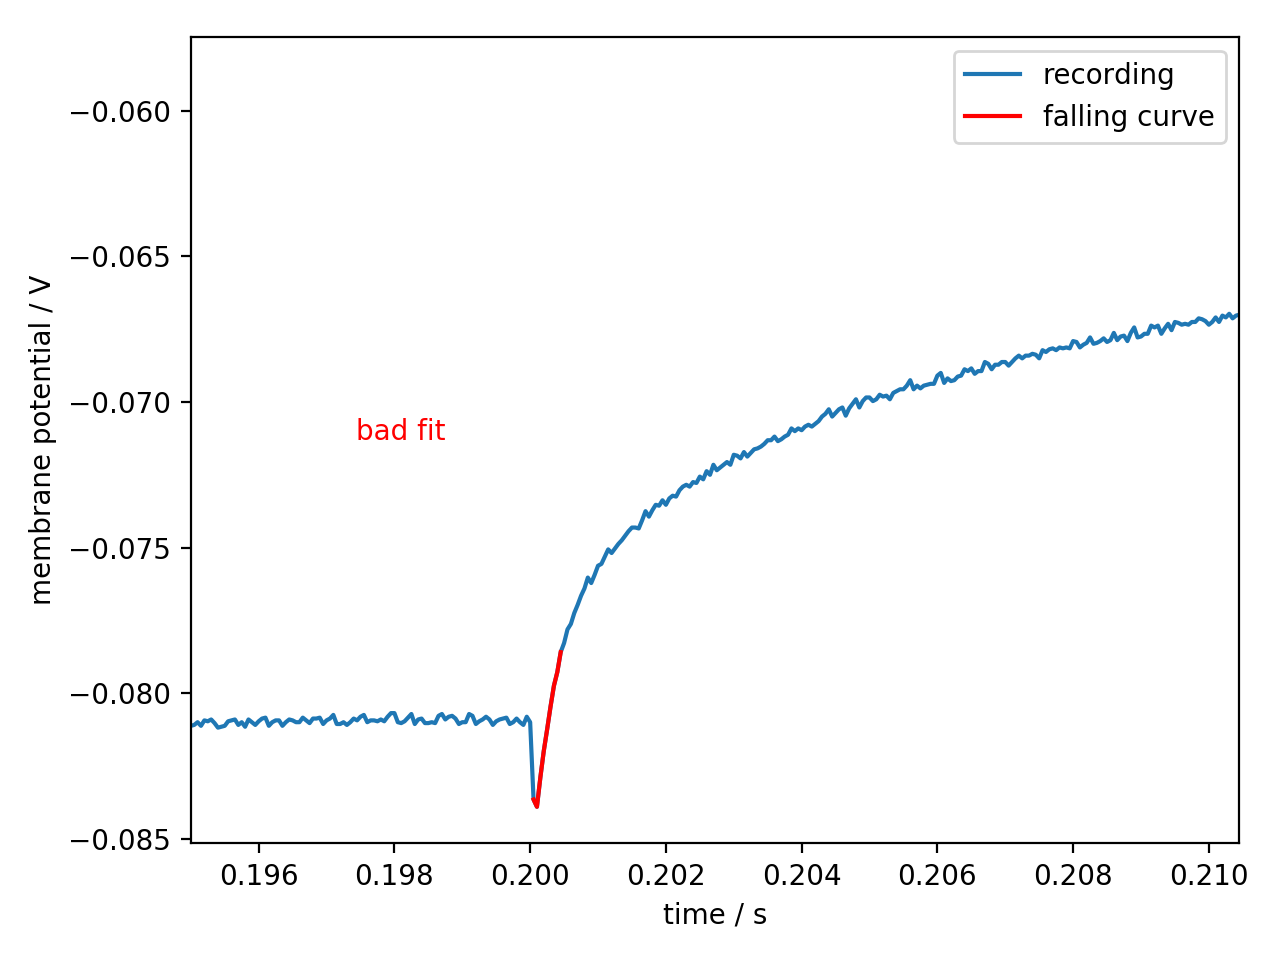 recording
falling curve
−0.060
−0.065
−0.070
−0.075
−0.080
−0.085
membrane potential / V
bad fit
0.196 0.198 0.200 0.202 0.204 0.206 0.208 0.210
time / s